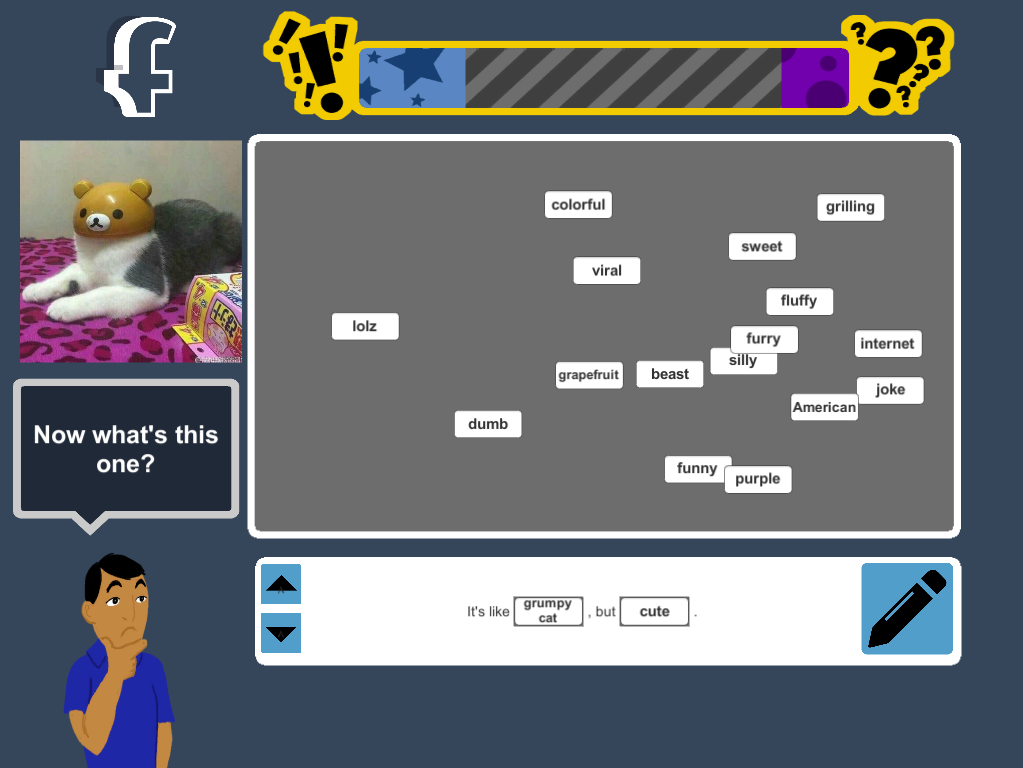 f
colorful
grilling
sweet
viral
fluffy
lolz
furry
internet
silly
grapefruit
beast
joke
American
dumb
funny
purple
Now what's this
one?
It's like grumpy cat , but cute .